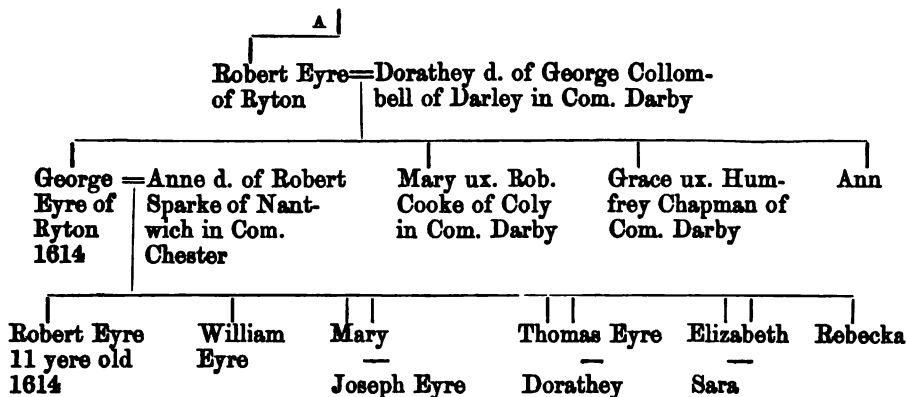 A
Robert Eyre=Dorathey d. of George Collom-
of Ryton bell of Darley in Com. Darby
George =Anne d. of Robert Mary ux. Rob. Grace ux. Hum- Ann
Eyre of Sparke of Nant- Cooke of Coly frey Chapman of
Ryton wich in Com. in Com. Darby Com. Darby
1614 Chester
Robert Eyre William Mary Thomas Eyre Elizabeth Rebecka
11 yere old Eyre
1614 Joseph Eyre Dorathey Sara